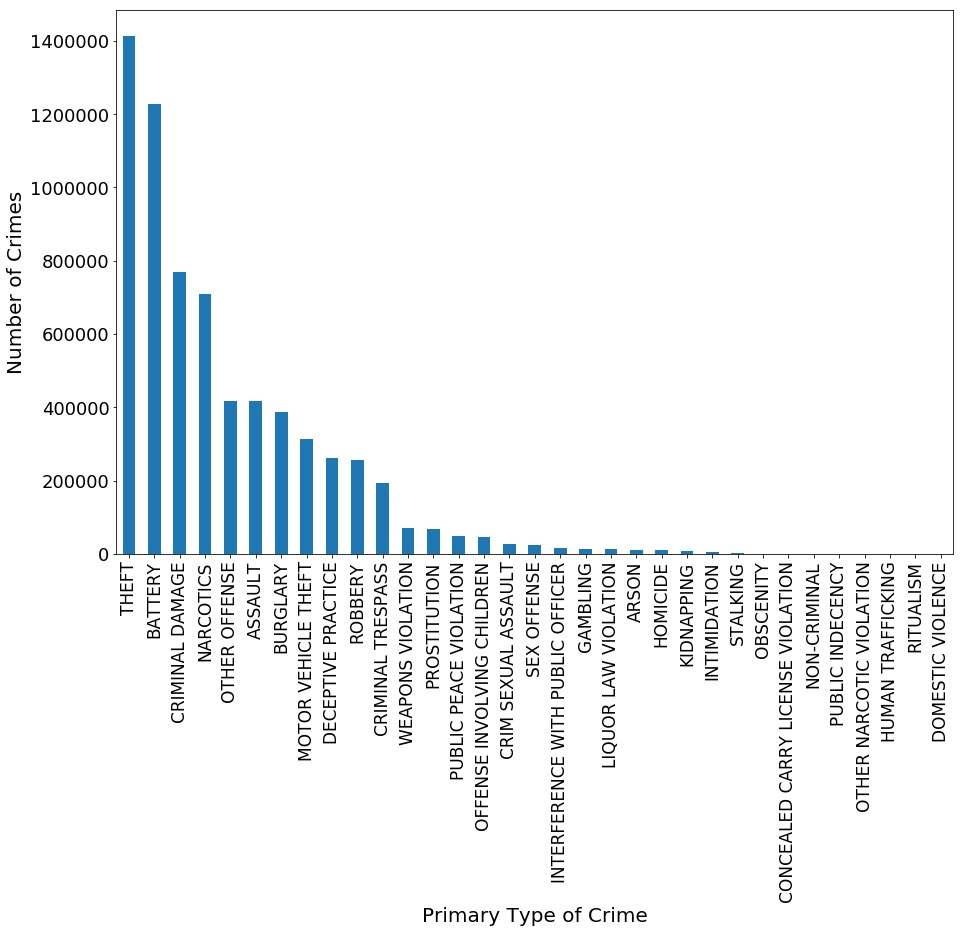 1400000
1200000
1000000
800000
600000
400000
200000
0
Number of Crimes
THEFT
BATTERY
CRIMINAL DAMAGE
NARCOTICS
OTHER OFFENSE
ASSAULT
BURGLARY
MOTOR VEHICLE THEFT
DECEPTIVE PRACTICE
ROBBERY
CRIMINAL TRESPASS
WEAPONS VIOLATION
PROSTITUTION
PUBLIC PEACE VIOLATION
OFFENSE INVOLVING CHILDREN
CRIM SEXUAL ASSAULT
SEX OFFENSE
INTERFERENCE WITH PUBLIC OFFICER
GAMBLING
LIQUOR LAW VIOLATION
ARSON
HOMICIDE
KIDNAPPING
INTIMIDATION
STALKING
OBSCENITY
CONCEALED CARRY LICENSE VIOLATION
NON-CRIMINAL
PUBLIC INDECENCY
OTHER NARCOTIC VIOLATION
HUMAN TRAFFICKING
RITUALISM
DOMESTIC VIOLENCE
Primary Type of Crime